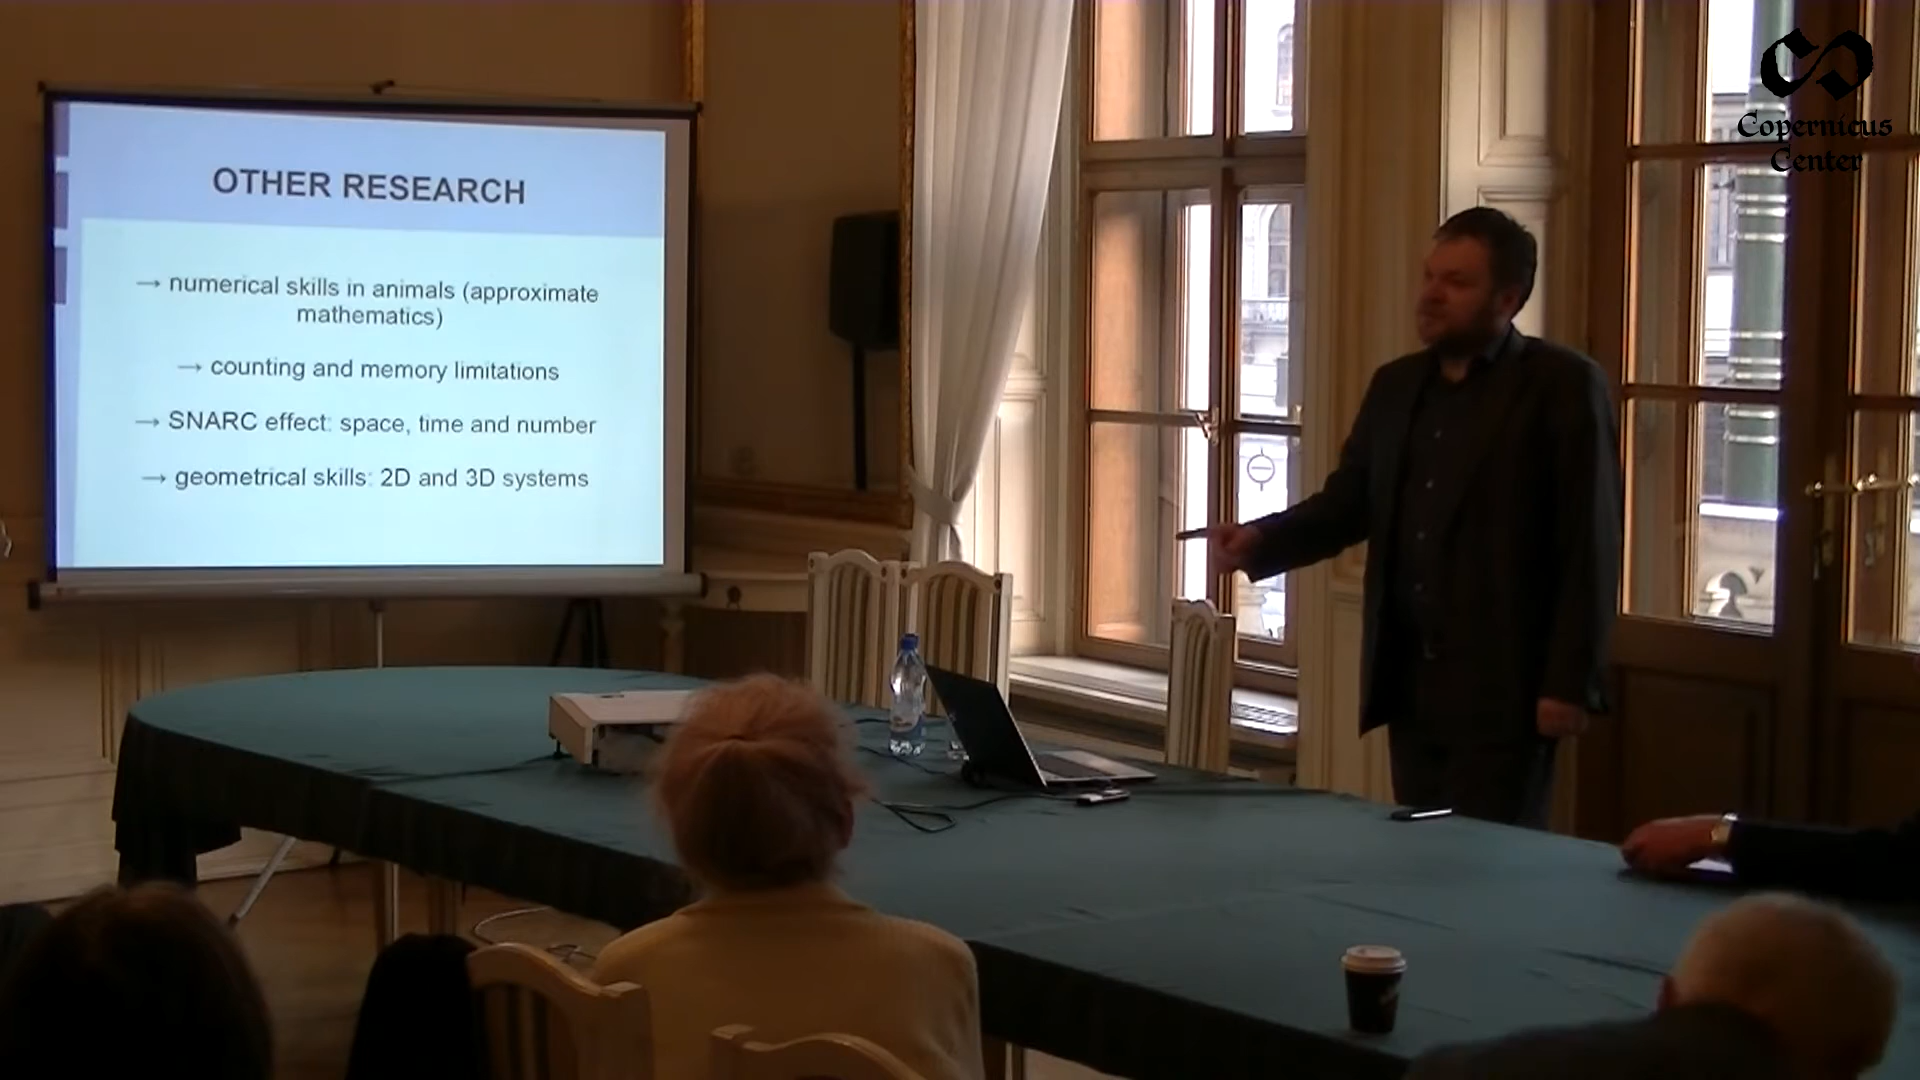 OTHER RESEARCH
→ numerical skills in animals (approximate
mathematics)
→ counting and memory limitations
→ SNARC effect: space, time and number
→ geometrical skills: 2D and 3D systems
Copernicus
Center